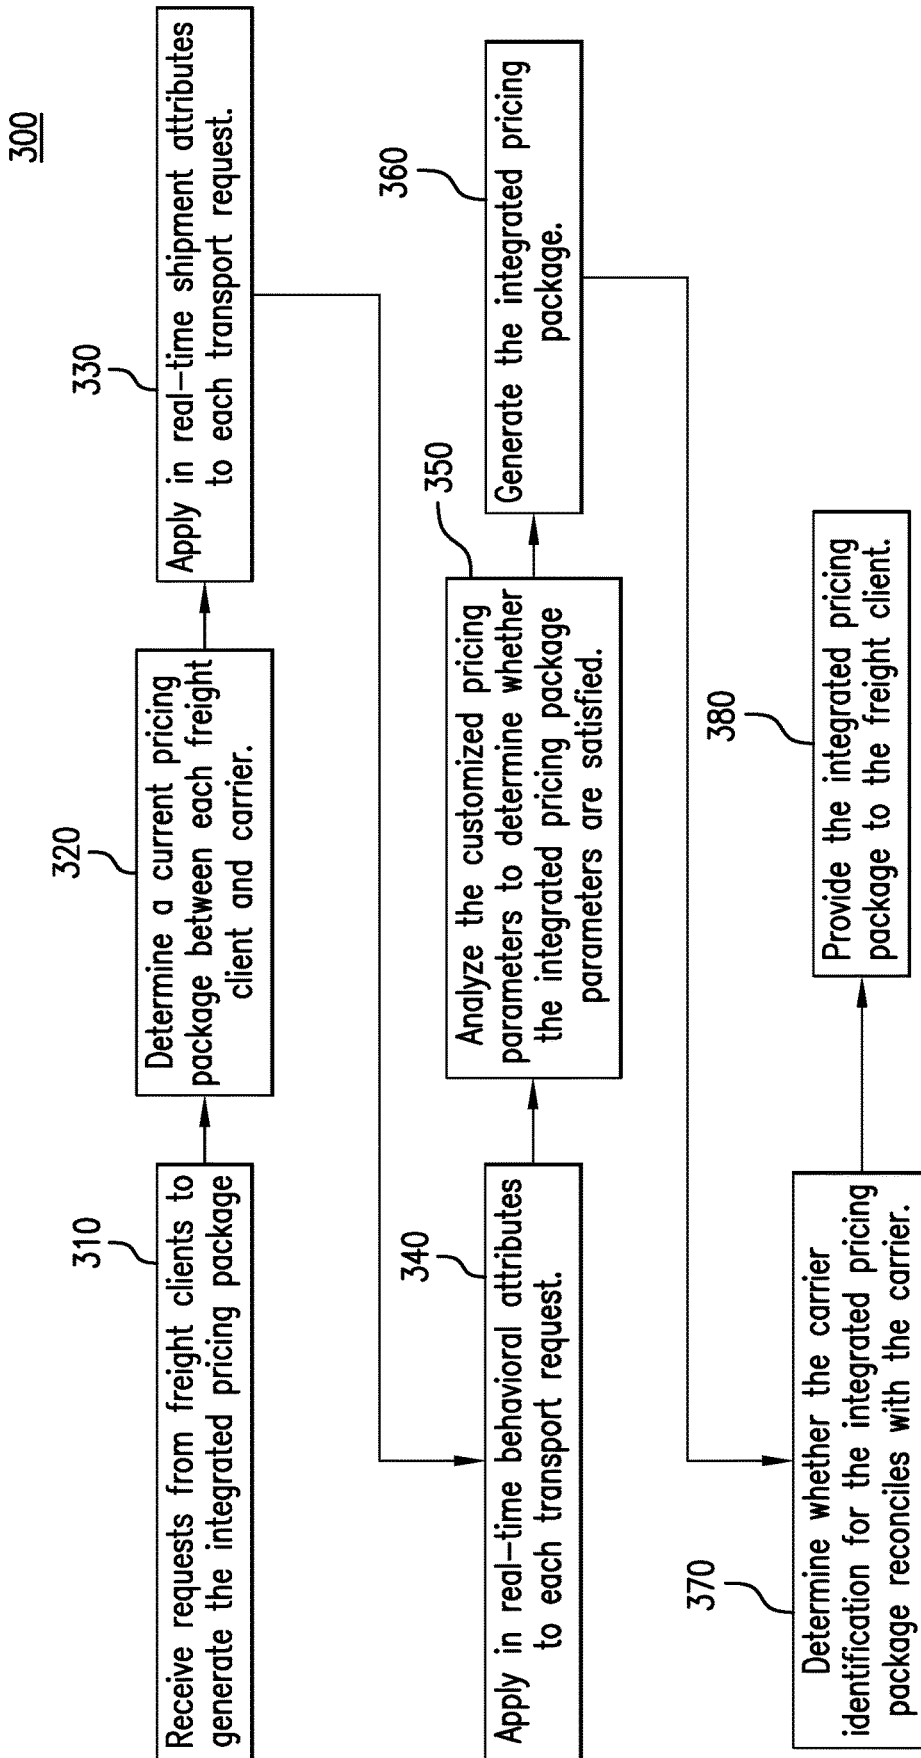 300
310
Receive requests from freight clients to
generate the integrated pricing package
320
Determine a current pricing
package between each freight
client and carrier.
330
Apply in real-time shipment attributes
to each transport request.
340
Apply in real-time behavioral attributes
to each transport request.
350
Analyze the customized pricing
parameters to determine whether
the integrated pricing package
parameters are satisfied.
360
Generate the integrated pricing
package.
370
Determine whether the carrier
identification for the integrated pricing
package reconciles with the carrier.
380
Provide the integrated pricing
package to the freight client.